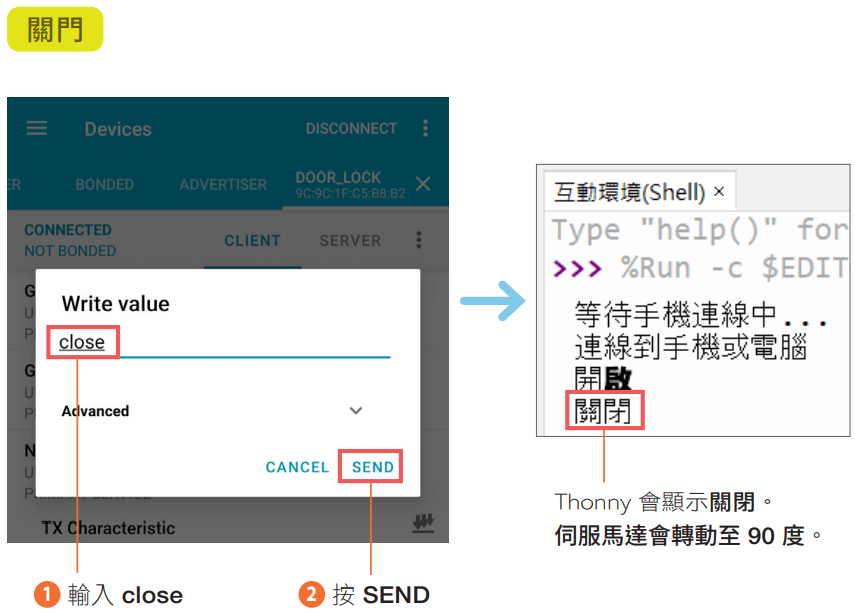 關門
Devices
DISCONNECT
BONDED
ADVERTISER
DOOR_LOCK
9C:9C:1F:C5:B8:B2
CONNECTED
NOT BONDED
CLIENT
SERVER
Write value
close
Advanced
CANCEL
SEND
TX Characteristic
1 輸入 close
2 按 SEND
互動環境(Shell) ×
Type "help()" for
>>> %Run -c $EDIT
等待手機連線中...
連線到手機或電腦
開啟
關閉
Thonny 會顯示關閉。
伺服馬達會轉動至 90 度。